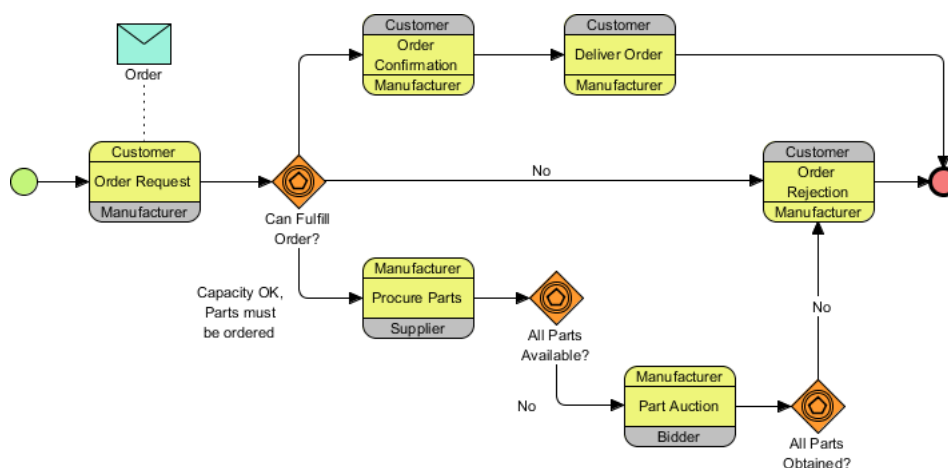 Order
Customer
Order Request
Manufacturer
Can Fulfill
Order?
Customer
Order
Confirmation
Manufacturer
Customer
Deliver Order
Manufacturer
No
Customer
Order
Rejection
Manufacturer
Capacity OK,
Parts must
be ordered
Manufacturer
Procure Parts
Supplier
All Parts
Available?
No
Manufacturer
Part Auction
Bidder
All Parts
Obtained?
No